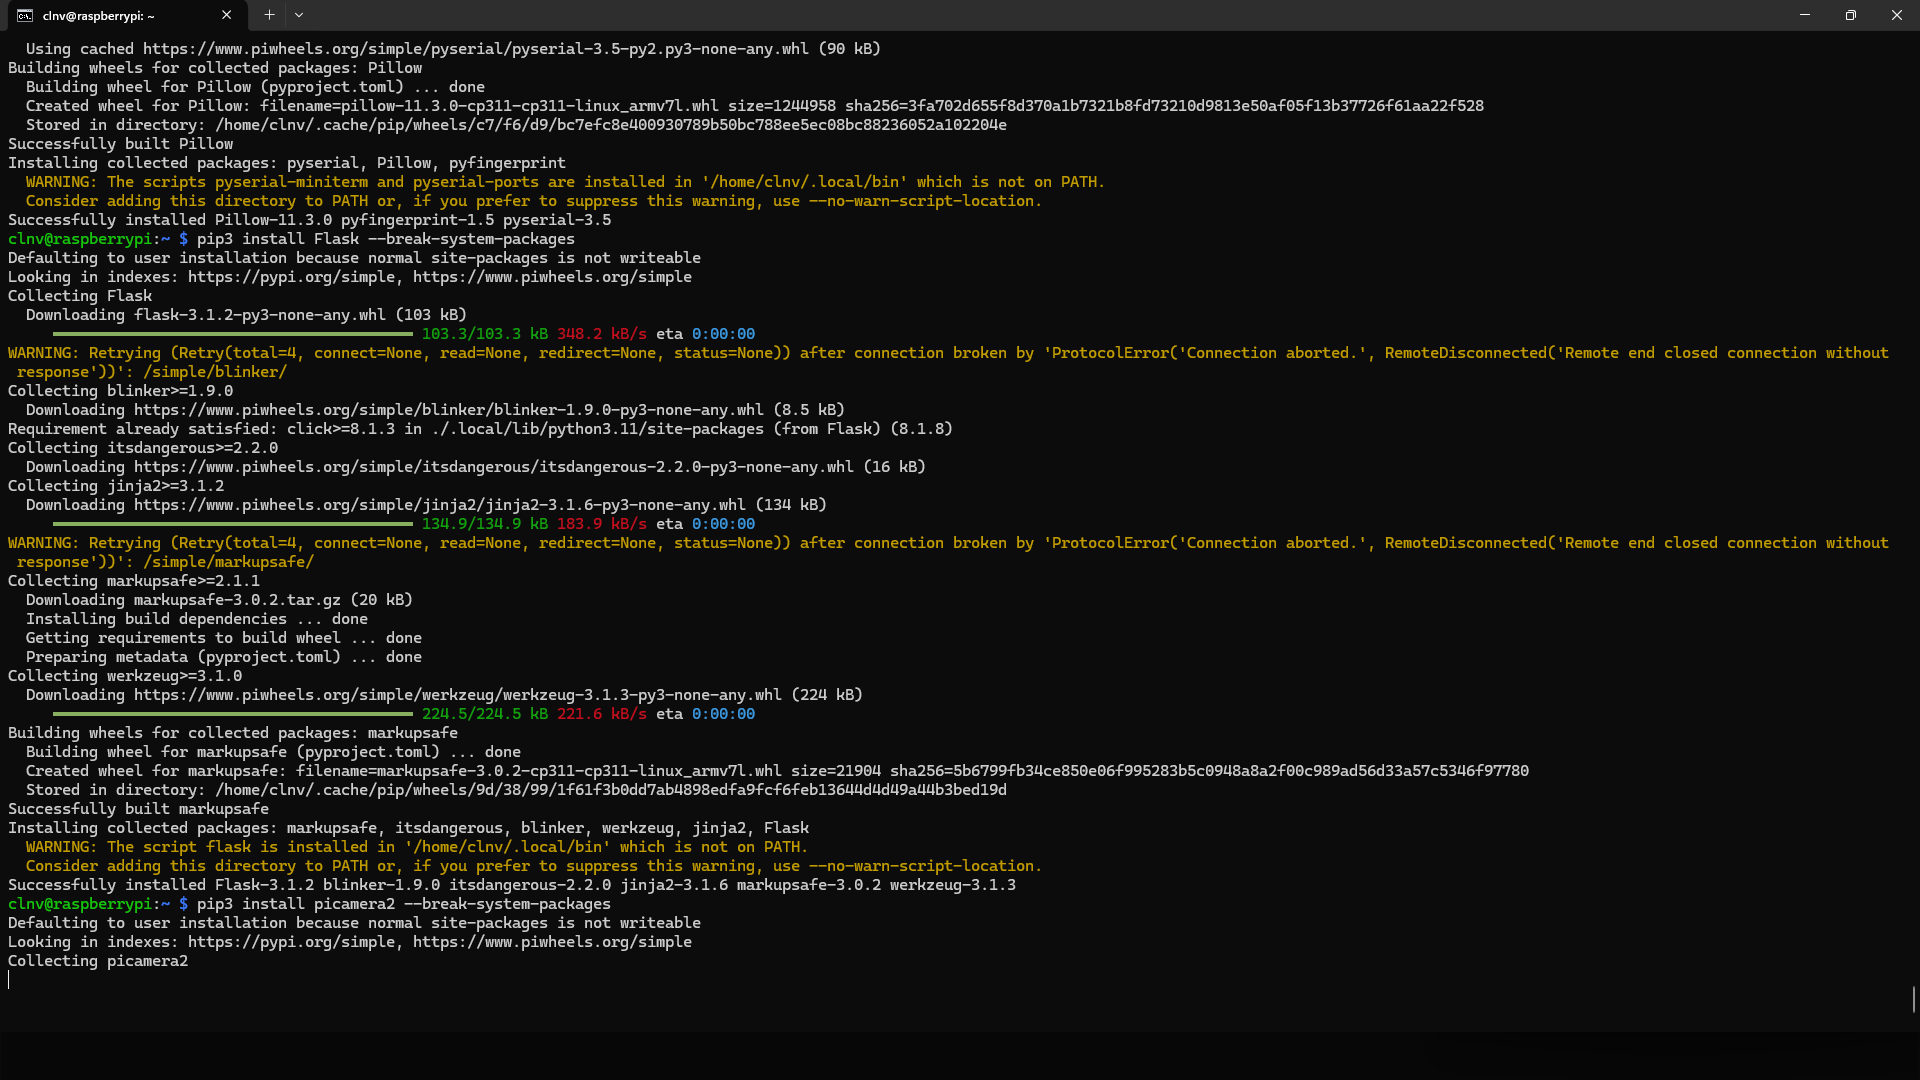 clnv@raspberrypi: ~
Using cached https://www.piwheels.org/simple/pyserial/pyserial-3.5-py2.py3-none-any.whl (90 kB)
Building wheels for collected packages: Pillow
Building wheel for Pillow (pyproject.toml) ... done
Created wheel for Pillow: filename=pillow-11.3.0-cp311-cp311-linux_armv7l.whl size=1244958 sha256=3fa702d655f8d370a1b7321b8fd73210d9813e50af05f13b37726f61aa22f528
Stored in directory: /home/clnv/.cache/pip/wheels/c7/f6/d9/bc7efc8e400930789b50bc788ee5ec08bc88236052a102204e
Successfully built Pillow
Installing collected packages: pyserial, Pillow, pyfingerprint
WARNING: The scripts pyserial-miniterm and pyserial-ports are installed in '/home/clnv/.local/bin' which is not on PATH.
Consider adding this directory to PATH or, if you prefer to suppress this warning, use --no-warn-script-location.
Successfully installed Pillow-11.3.0 pyfingerprint-1.5 pyserial-3.5
clnv@raspberrypi:~ $ pip3 install Flask --break-system-packages
Defaulting to user installation because normal site-packages is not writeable
Looking in indexes: https://pypi.org/simple, https://www.piwheels.org/simple
Collecting Flask
Downloading flask-3.1.2-py3-none-any.whl (103 kB)
103.3/103.3 kB 348.2 kB/s eta 0:00:00
WARNING: Retrying (Retry(total=4, connect=None, read=None, redirect=None, status=None)) after connection broken by 'ProtocolError('Connection aborted.', RemoteDisconnected('Remote end closed connection without
response'))': /simple/blinker/
Collecting blinker>=1.9.0
Downloading https://www.piwheels.org/simple/blinker/blinker-1.9.0-py3-none-any.whl (8.5 kB)
Requirement already satisfied: click>=8.1.3 in ./.local/lib/python3.11/site-packages (from Flask) (8.1.8)
Collecting itsdangerous>=2.2.0
Downloading https://www.piwheels.org/simple/itsdangerous/itsdangerous-2.2.0-py3-none-any.whl (16 kB)
Collecting jinja2>=3.1.2
Downloading https://www.piwheels.org/simple/jinja2/jinja2-3.1.6-py3-none-any.whl (134 kB)
134.9/134.9 kB 183.9 kB/s eta 0:00:00
WARNING: Retrying (Retry(total=4, connect=None, read=None, redirect=None, status=None)) after connection broken by 'ProtocolError('Connection aborted.', RemoteDisconnected('Remote end closed connection without
response'))': /simple/markupsafe/
Collecting markupsafe>=2.1.1
Downloading markupsafe-3.0.2.tar.gz (20 kB)
Installing build dependencies ... done
Getting requirements to build wheel ... done
Preparing metadata (pyproject.toml) ... done
Collecting werkzeug>=3.1.0
Downloading https://www.piwheels.org/simple/werkzeug/werkzeug-3.1.3-py3-none-any.whl (224 kB)
224.5/224.5 kB 221.6 kB/s eta 0:00:00
Building wheels for collected packages: markupsafe
Building wheel for markupsafe (pyproject.toml) ... done
Created wheel for markupsafe: filename=markupsafe-3.0.2-cp311-cp311-linux_armv7l.whl size=21904 sha256=5b6799fb34ce850e06f995283b5c0948a8a2f00c989ad56d33a57c5346f97780
Stored in directory: /home/clnv/.cache/pip/wheels/9d/38/99/1f61f3b0dd7ab4898edfa9fcf6feb13644d4d49a44b3bed19d
Successfully built markupsafe
Installing collected packages: markupsafe, itsdangerous, blinker, werkzeug, jinja2, Flask
WARNING: The script flask is installed in '/home/clnv/.local/bin' which is not on PATH.
Consider adding this directory to PATH or, if you prefer to suppress this warning, use --no-warn-script-location.
Successfully installed Flask-3.1.2 blinker-1.9.0 itsdangerous-2.2.0 jinja2-3.1.6 markupsafe-3.0.2 werkzeug-3.1.3
clnv@raspberrypi:~ $ pip3 install picamera2 --break-system-packages
Defaulting to user installation because normal site-packages is not writeable
Looking in indexes: https://pypi.org/simple, https://www.piwheels.org/simple
Collecting picamera2